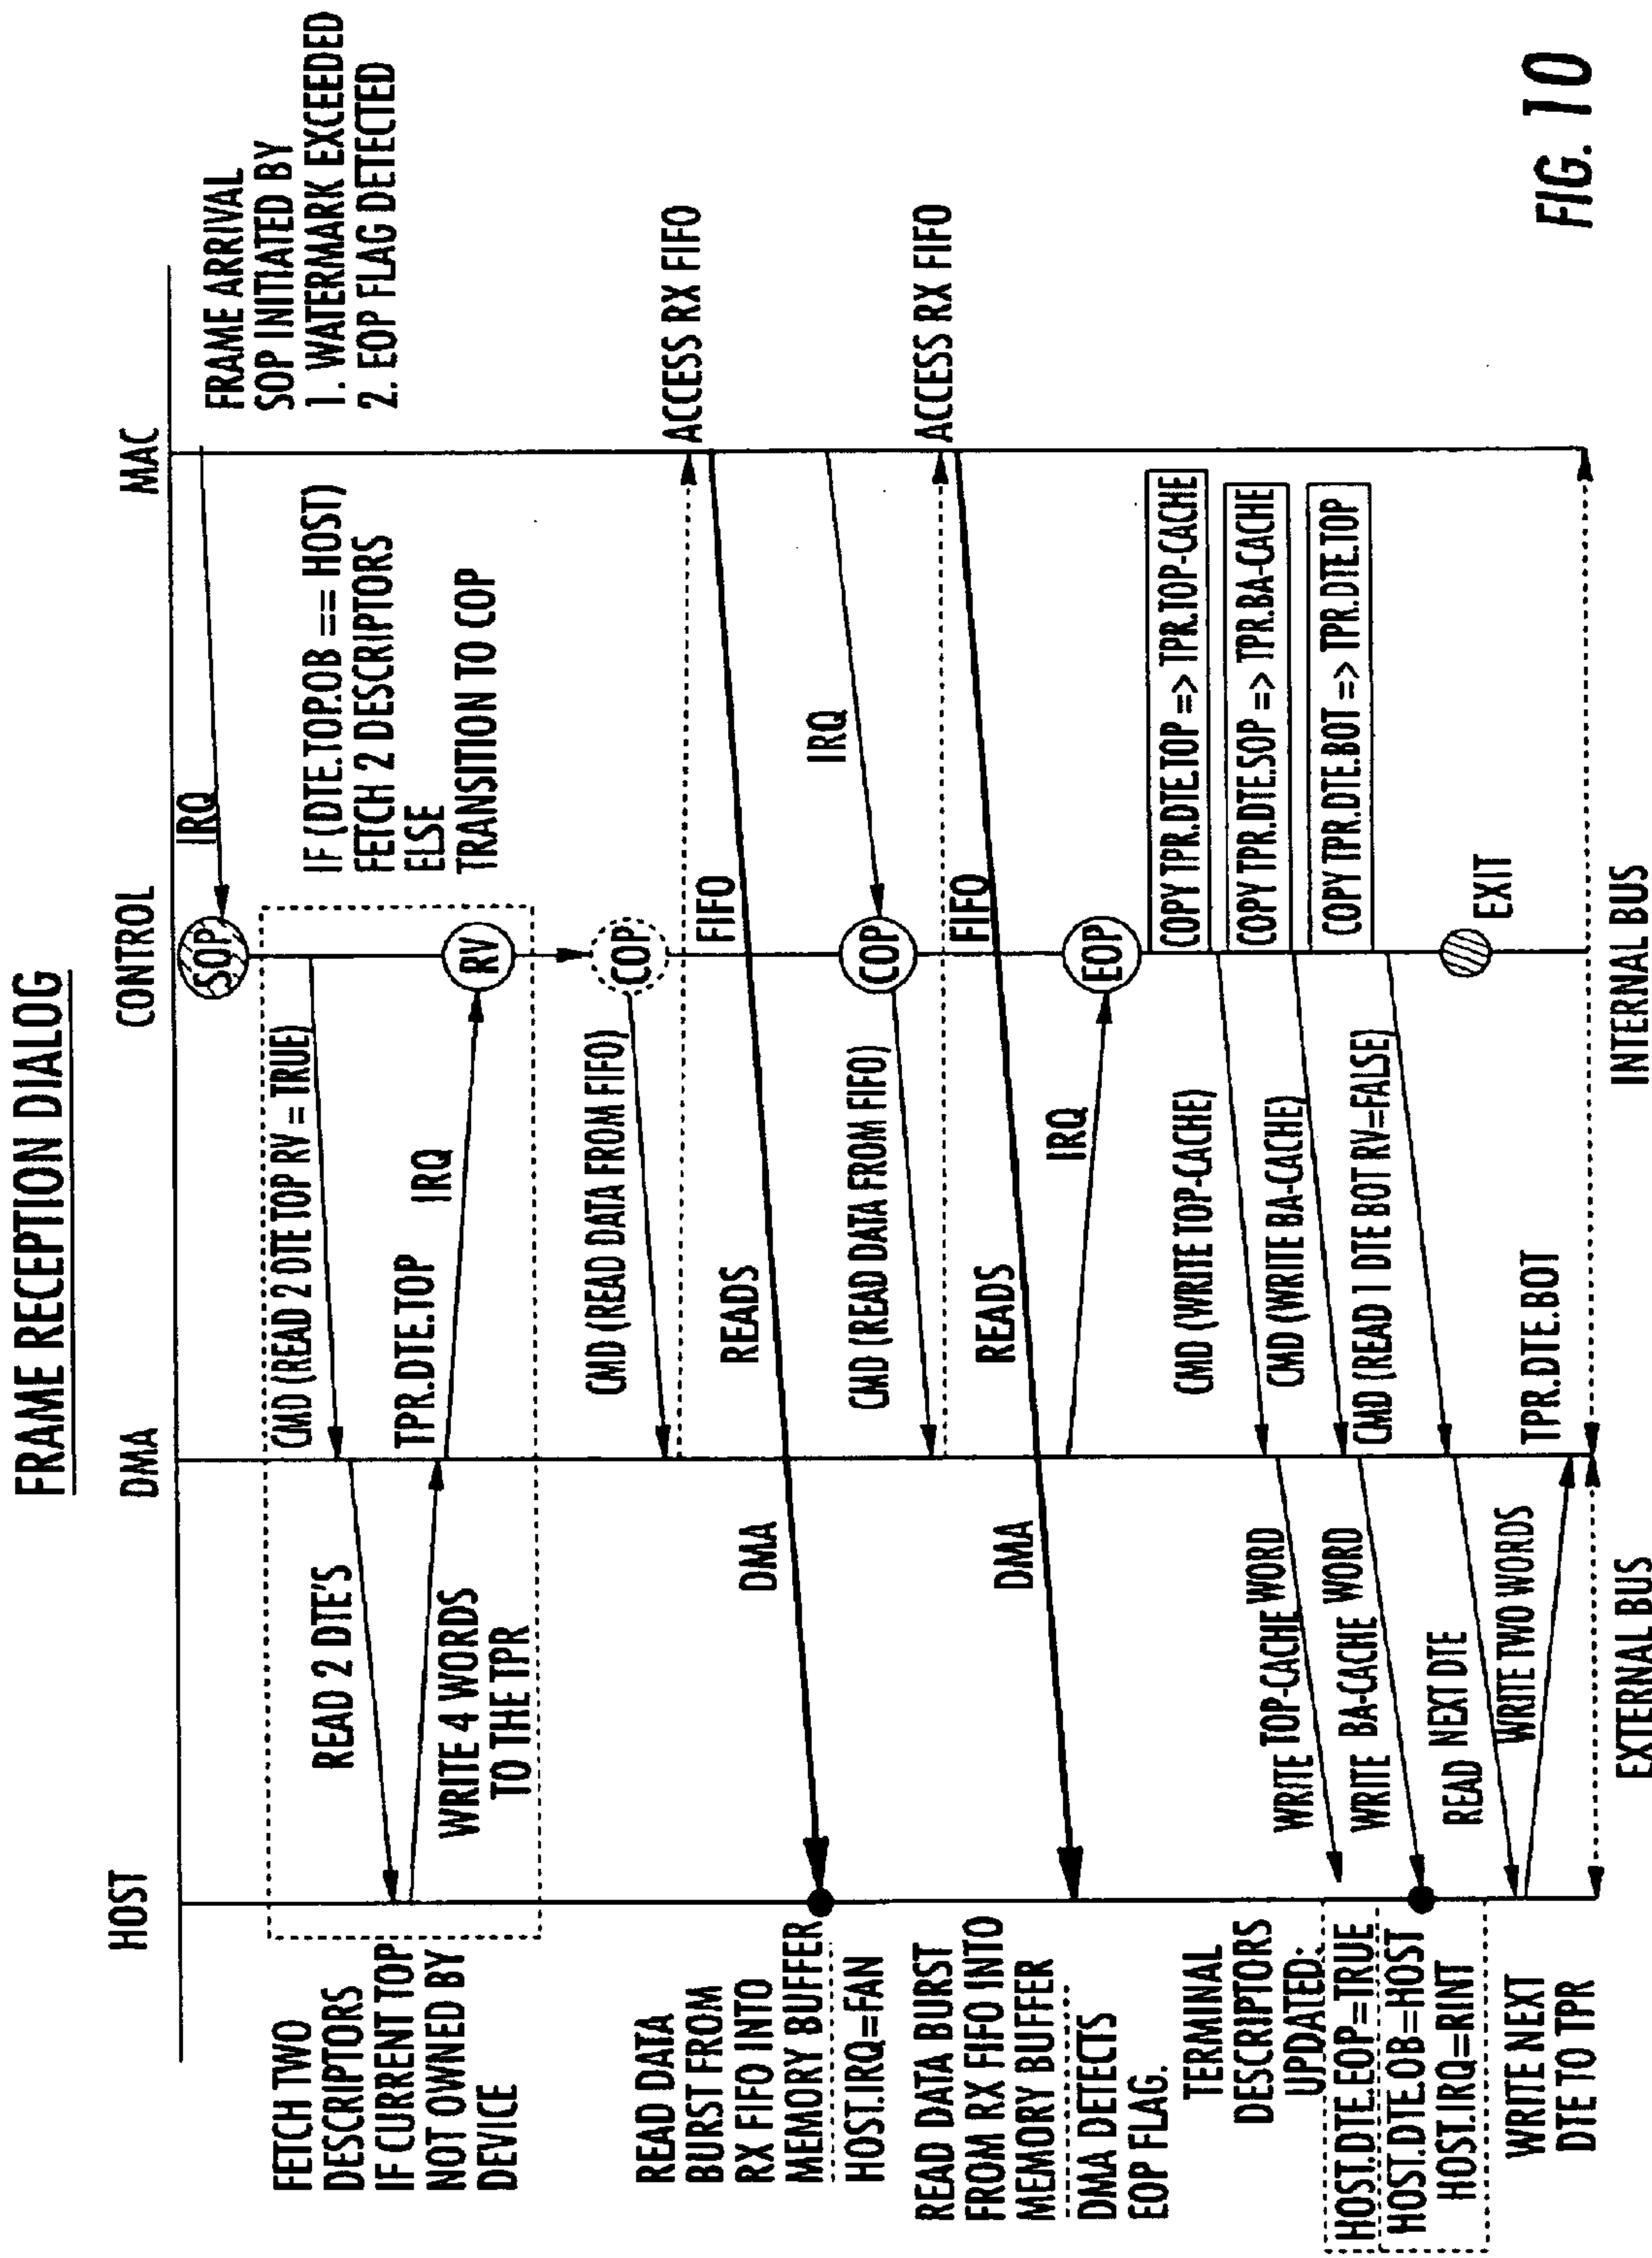 FRAME RECEPTION DIALOG
HOST
DMA
CONTROL
MAC
FRAME ARRIVAL
SOP INITIATED BY
1. WATERMARK EXCEEDED
2. EOP FLAG DETECTED
IRQ
SOP
FETCH TWO
DESCRIPTORS
IF CURRENT TOP
NOT OWNED BY
DEVICE
READ 2 DTE'S
WRITE 4 WORDS
TO THE TPR
CMD (READ 2 DTE TOP RV = TRUE)
TPR.DTE.TOP
IRQ
RV
IF (DTE.TOP.OB == HOST)
FETCH 2 DESCRIPTORS
ELSE
TRANSITION TO COP
COP
CMD (READ DATA FROM FIFO)
ACCESS RX FIFO
READ DATA
BURST FROM
RX FIFO INTO
MEMORY BUFFER
HOST.IRQ=FAN
DMA
READS
FIFO
IRQ
COP
CMD (READ DATA FROM FIFO)
ACCESS RX FIFO
READ DATA BURST
FROM RX FIFO INTO
MEMORY BUFFER
DMA DETECTS
EOP FLAG.
DMA
READS
FIFO
IRQ
EOP
COPY TPR.DTE.TOP => TPR.TOP-CACHE
COPY TPR.DTE.SOP => TPR.BA-CACHE
COPY TPR.DTE.BOT => TPR.DTE.TOP
CMD (WRITE TOP-CACHE)
CMD (WRITE BA-CACHE)
CMD (READ 1 DTE BOT RV=FALSE)
TERMINAL
DESCRIPTORS
UPDATED:
HOST.DTE.EOP=TRUE
HOST.DTE.OB=HOST
HOST.IRQ=RINT
WRITE TOP-CACHE WORD
WRITE BA-CACHE WORD
READ NEXT DTE
WRITE TWO WORDS
WRITE NEXT
DTE TO TPR
TPR.DTE.BOT
EXIT
EXTERNAL BUS
INTERNAL BUS
FIG. 10